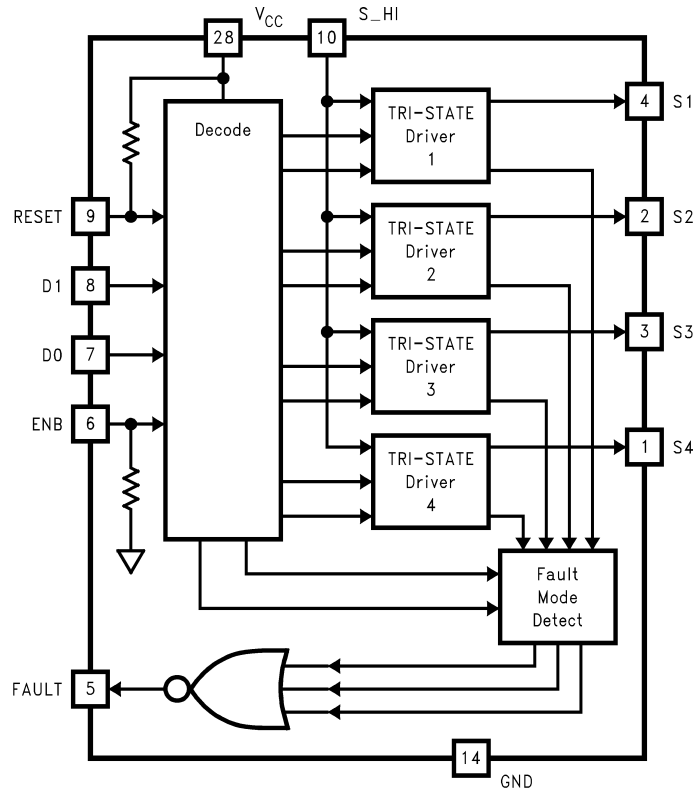 V_CC S_HI
28 10
Decode
TRI-STATE
Driver
1
4 S1
RESET 9
TRI-STATE
Driver
2
2 S2
D1 8
D0 7
TRI-STATE
Driver
3
3 S3
ENB 6
TRI-STATE
Driver
4
1 S4
Fault
Mode
Detect
FAULT 5
14
GND